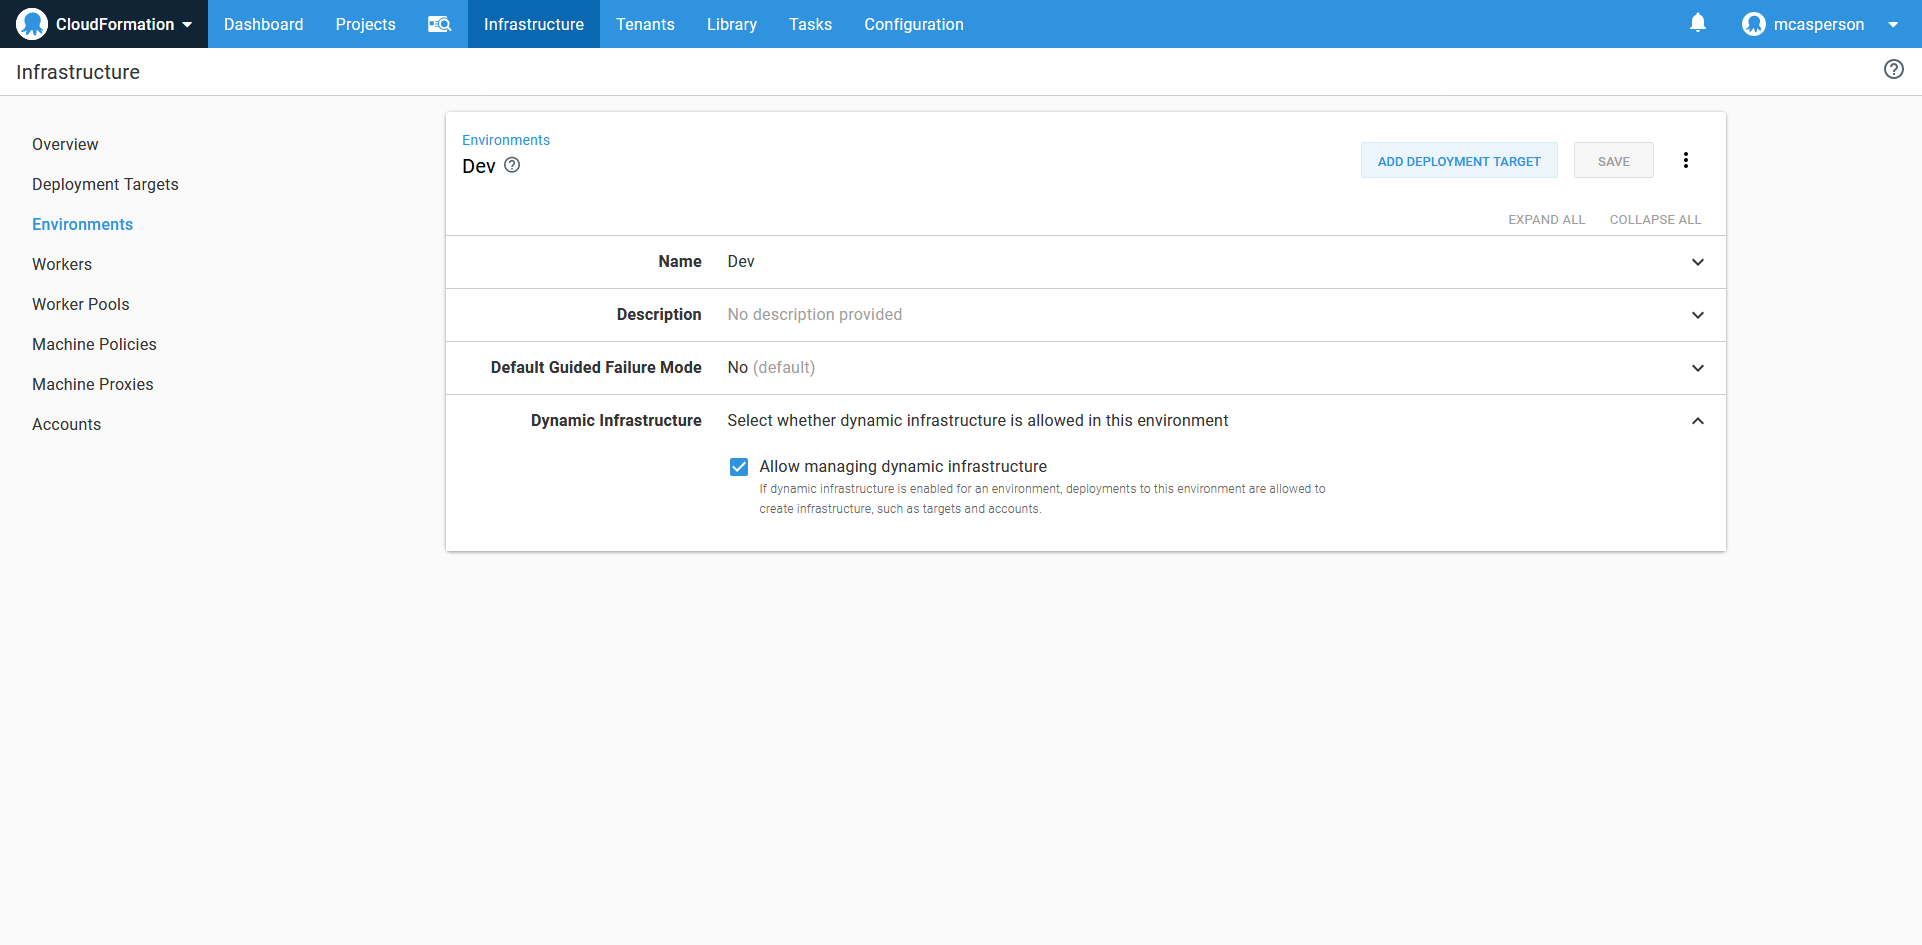 CloudFormation
Dashboard
Projects
Infrastructure
Tenants
Library
Tasks
Configuration
mcasperson
Infrastructure
Overview
Deployment Targets
Environments
Workers
Worker Pools
Machine Policies
Machine Proxies
Accounts
Environments
Dev
ADD DEPLOYMENT TARGET
SAVE
EXPAND ALL
COLLAPSE ALL
Name Dev
Description No description provided
Default Guided Failure Mode No (default)
Dynamic Infrastructure Select whether dynamic infrastructure is allowed in this environment
Allow managing dynamic infrastructure
If dynamic infrastructure is enabled for an environment, deployments to this environment are allowed to
create infrastructure, such as targets and accounts.